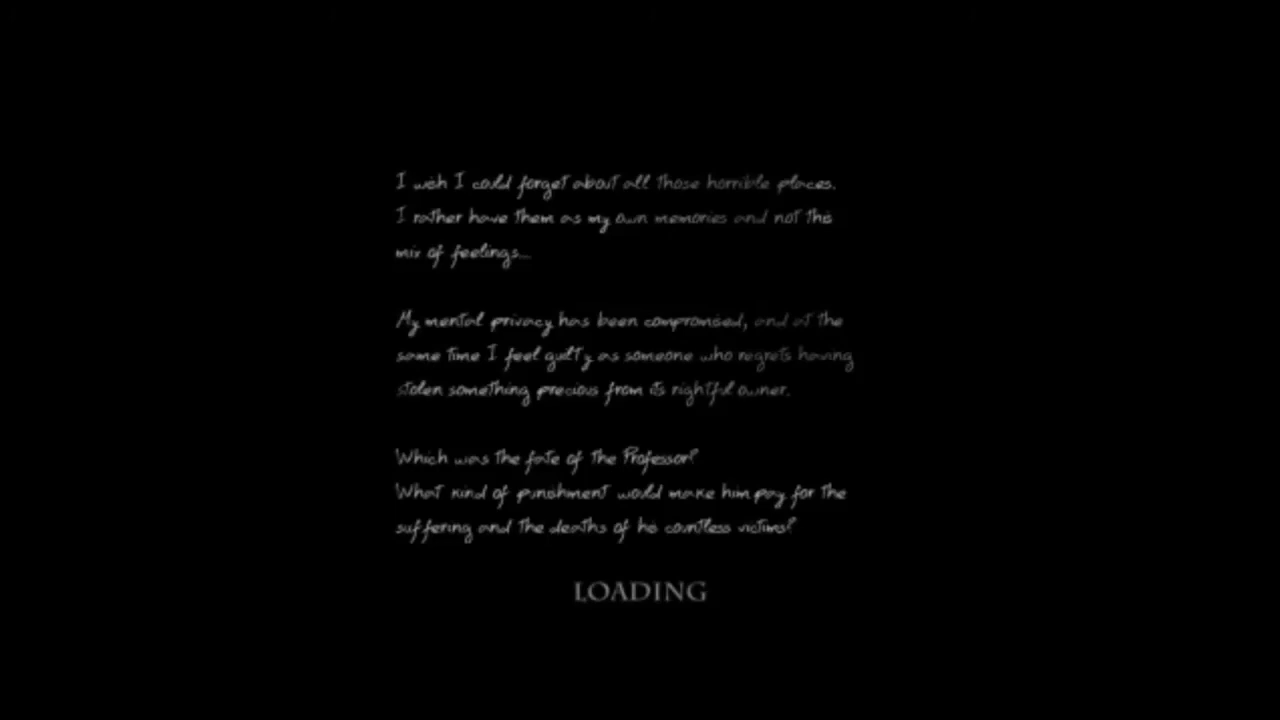 I wish I could forget about all those horrible places.
I rather have them as my own memories and not this
mix of feelings...
My mental privacy has been compromised, and at the
same time I feel guilty as someone who regrets having
stolen something precious from its rightful owner.
Which was the fate of the Professor?
What kind of punishment would make him pay for the
suffering and the deaths of his countless victims?
LOADING